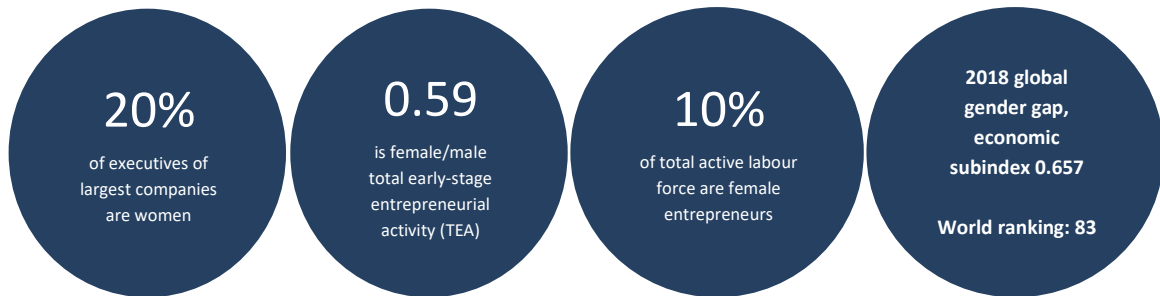 20%
of executives of
largest companies
are women
0.59
is female/male
total early-stage
entrepreneurial
activity (TEA)
10%
of total active labour
force are female
entrepreneurs
2018 global
gender gap,
economic
subindex 0.657
World ranking: 83